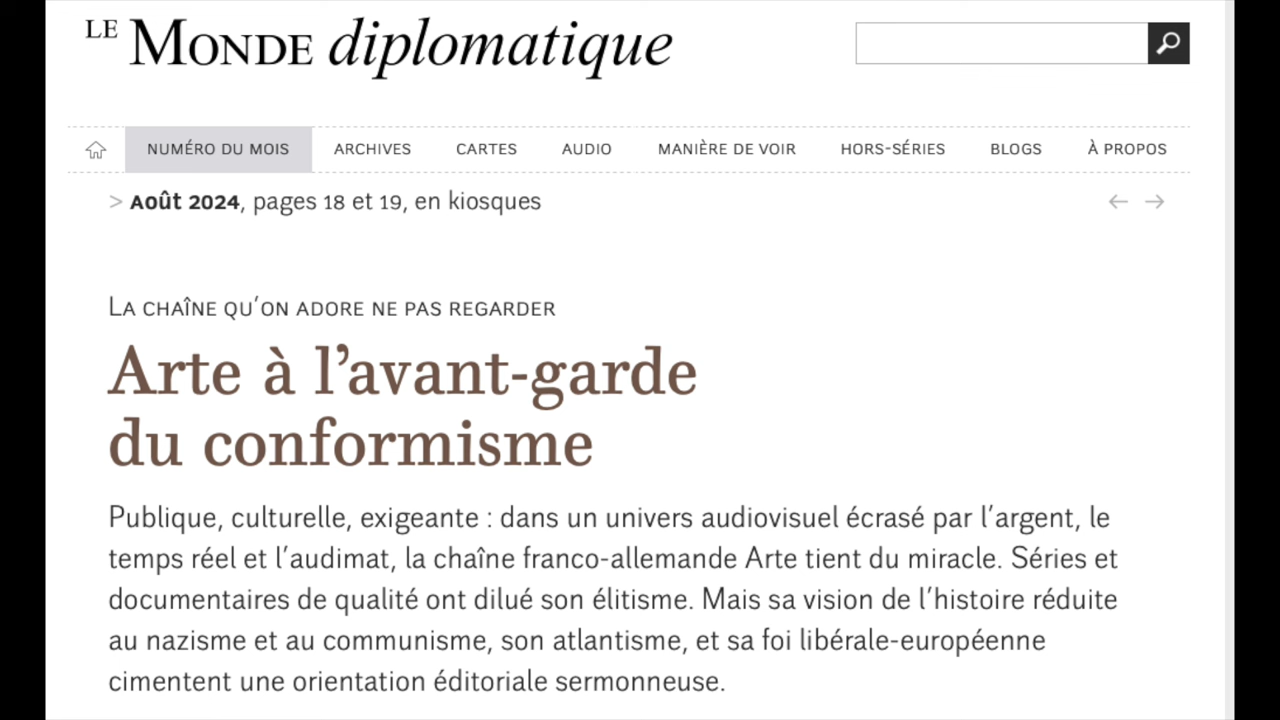 LE MONDE diplomatique
NUMÉRO DU MOIS ARCHIVES CARTES AUDIO MANIÈRE DE VOIR HORS-SÉRIES BLOGS À PROPOS
> Août 2024, pages 18 et 19, en kiosques
LA CHAÎNE QU’ON ADORE NE PAS REGARDER
Arte à l’avant-garde
du conformisme
Publique, culturelle, exigeante : dans un univers audiovisuel écrasé par l’argent, le
temps réel et l’audimat, la chaîne franco-allemande Arte tient du miracle. Séries et
documentaires de qualité ont dilué son élitisme. Mais sa vision de l’histoire réduite
au nazisme et au communisme, son atlantisme, et sa foi libérale-européenne
cimentent une orientation éditoriale sermonneuse.